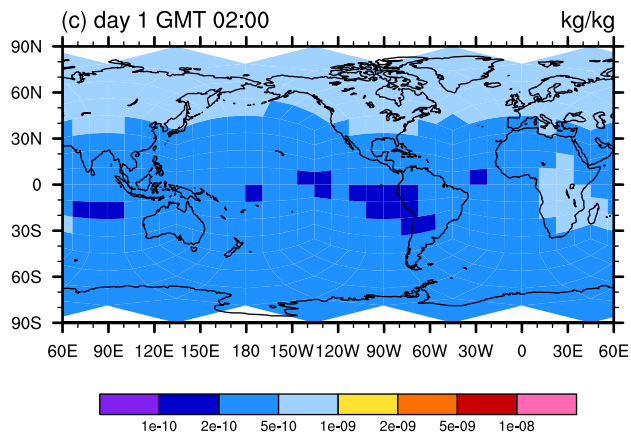 (c) day 1 GMT 02:00 kg/kg
90N
60N
30N
0
30S
60S
90S
60E 90E 120E 150E 180 150W 120W 90W 60W 30W 0 30E 60E
1e-10 2e-10 5e-10 1e-09 2e-09 5e-09 1e-08